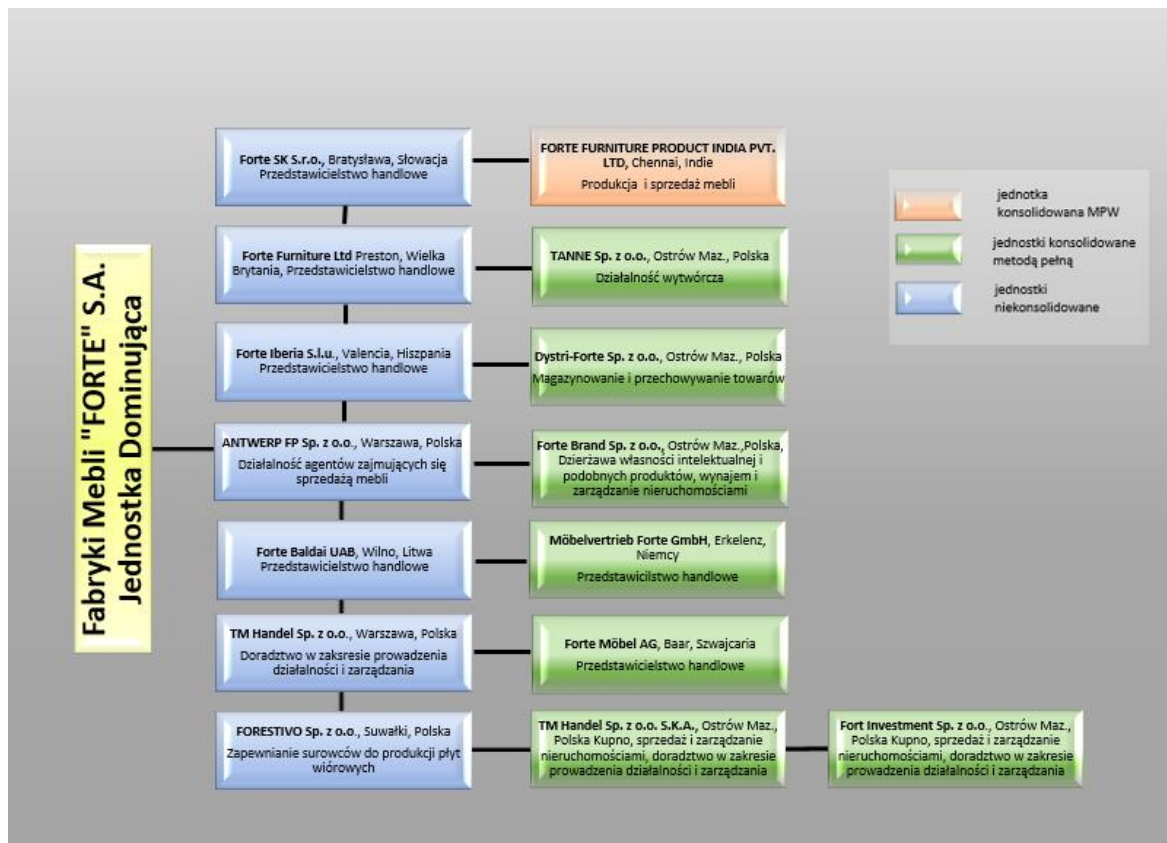 Fabryki Mebli "FORTE" S.A.
Jednostka Dominująca
Forte SK S.r.o., Bratysława, Słowacja
Przedstawicielstwo handlowe
FORTE FURNITURE PRODUCT INDIA PVT.
LTD, Chennai, Indie
Produkcja i sprzedaż mebli
Forte Furniture Ltd Preston, Wielka
Brytania, Przedstawicielstwo handlowe
TANNE Sp. z o.o., Ostrów Maz., Polska
Działalność wytwórcza
Forte Iberia S.l.u., Valencia, Hiszpania
Przedstawicielstwo handlowe
Dystri-Forte Sp. z o.o., Ostrów Maz., Polska
Magazynowanie i przechowywanie towarów
ANTWERP FP Sp. z o.o., Warszawa, Polska
Działalność agentów zajmujących się
sprzedażą mebli
Forte Brand Sp. z o.o., Ostrów Maz.,Polska,
Dzierżawa własności intelektualnej i
podobnych produktów, wynajem i
zarządzanie nieruchomościami
Forte Baldai UAB, Wilno, Litwa
Przedstawicielstwo handlowe
Möbelvertrieb Forte GmbH, Erkelenz,
Niemcy
Przedstawicilstwo handlowe
TM Handel Sp. z o.o., Warszawa, Polska
Doradztwo w zaksresie prowadzenia
działalności i zarządzania
Forte Möbel AG, Baar, Szwajcaria
Przedstawicielstwo handlowe
FORESTIVO Sp. z o.o., Suwałki, Polska
Zapewnianie surowców do produkcji płyt
wiórowych
TM Handel Sp. z o.o. S.K.A., Ostrów Maz.,
Polska Kupno, sprzedaż i zarządzanie
nieruchomościami, doradztwo w zakresie
prowadzenia działalności i zarządzania
Fort Investment Sp. z o.o., Ostrów Maz.,
Polska Kupno, sprzedaż i zarządzanie
nieruchomościami, doradztwo w zakresie
prowadzenia działalności i zarządzania
jednotka
konsolidowana MPW
jednostki konsolidowane
metodą pełną
jednostki
niekonsolidowane